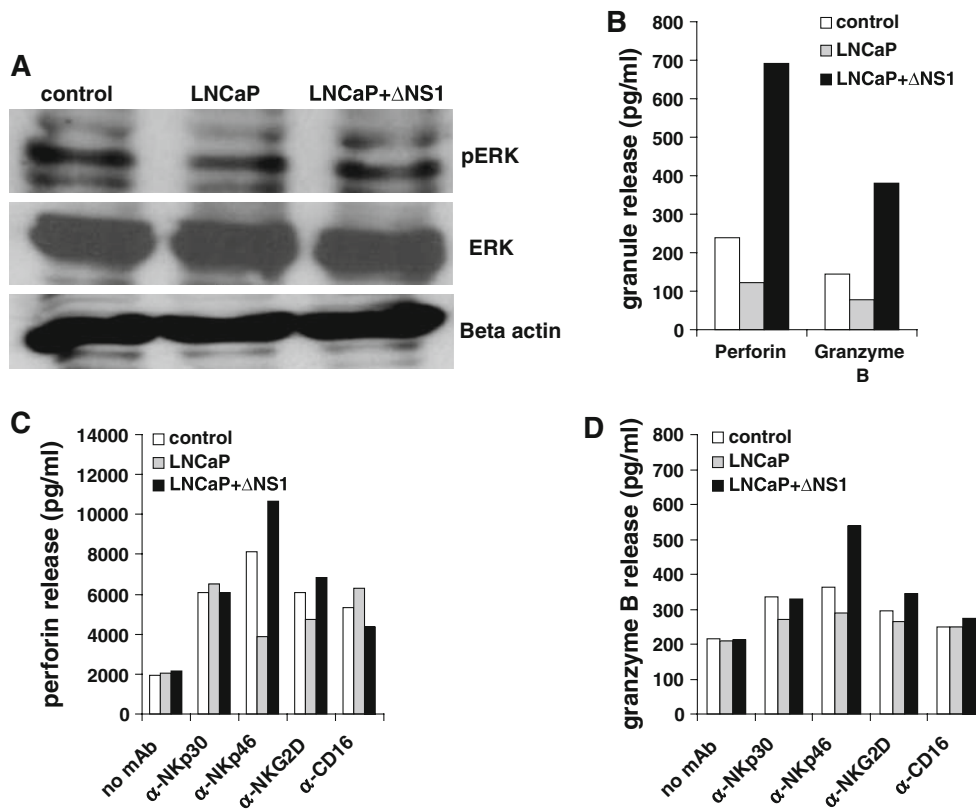 A
control LNCaP LNCaP+ΔNS1
pERK
ERK
Beta actin
B
control
LNCaP
LNCaP+ΔNS1
granule release (pg/ml)
800
700
600
500
400
300
200
100
0
Perforin Granzyme
B
C
control
LNCaP
LNCaP+ΔNS1
perforin release (pg/ml)
14000
12000
10000
8000
6000
4000
2000
0
no mAb
α-NKp30
α-NKp46
α-NKG2D
α-CD16
D
control
LNCaP
LNCaP+ΔNS1
granzyme B release (pg/ml)
800
700
600
500
400
300
200
100
0
no mAb
α-NKp30
α-NKp46
α-NKG2D
α-CD16